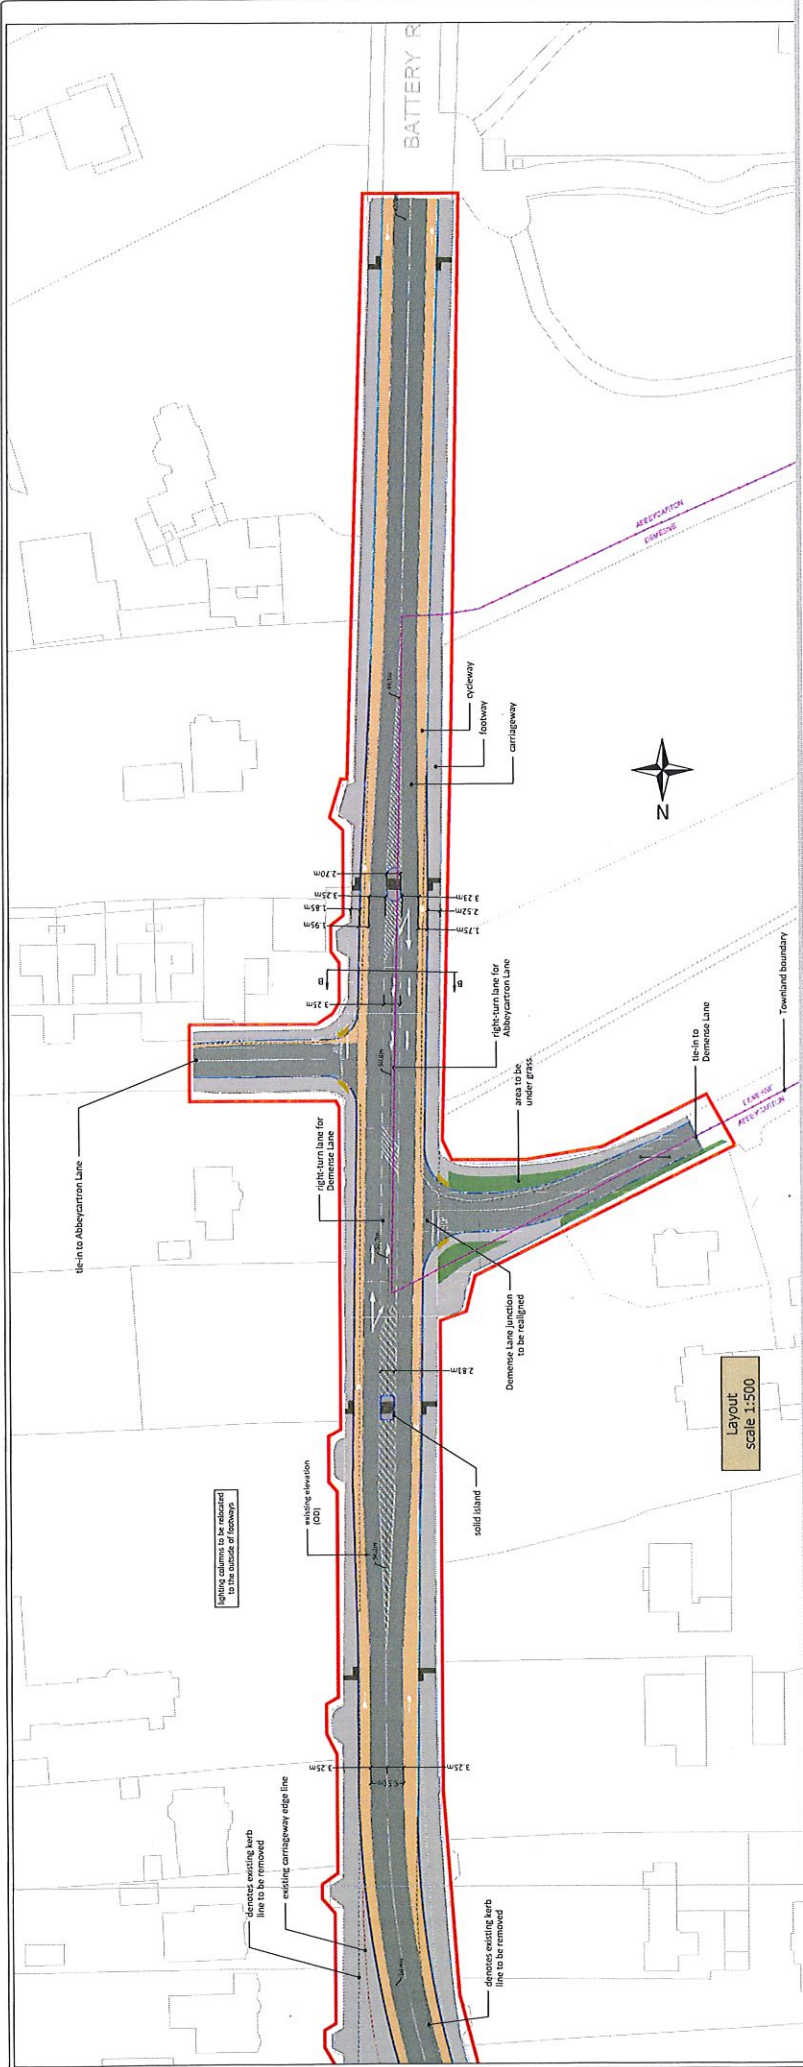 BATTERY R
ABBEYCARTON
DEMESNE
cycleway
footway
carriageway
N
2.70m
3.25m
1.85m
1.95m
3.23m
2.52m
1.75m
B
B
3.25m
right-turn lane for
Abbeycartron Lane
tie-in to Abbeycartron Lane
right-turn lane for
Demense Lane
area to be
under grass
tie-in to
Demense Lane
Townland boundary
DEMESNE
ABBEYCARTON
Demense Lane junction
to be realigned
2.81m
solid island
existing elevation
(OD)
lighting columns to be relocated
to the outside of footways
Layout
scale 1:500
3.25m
3.25m
existing carriageway edge line
denotes existing kerb
line to be removed
denotes existing kerb
line to be removed